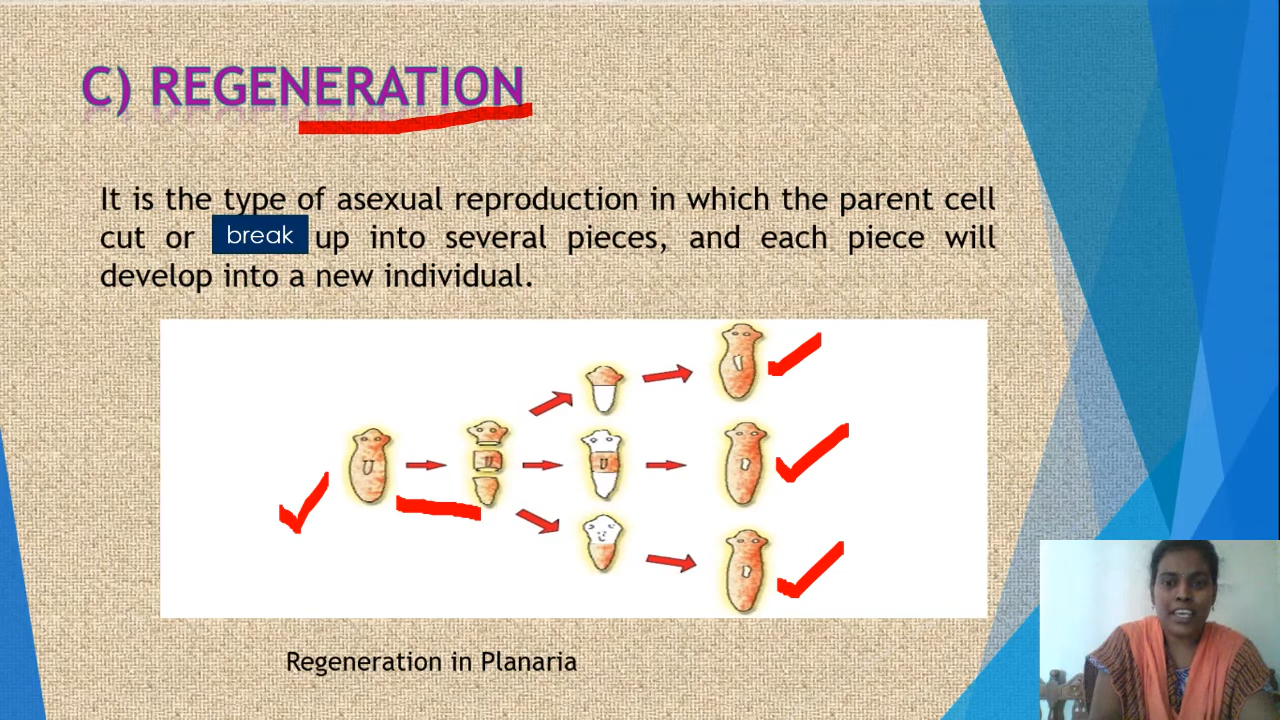 C) REGENERATION
It is the type of asexual reproduction in which the parent cell
cut or break up into several pieces, and each piece will
develop into a new individual.
Regeneration in Planaria